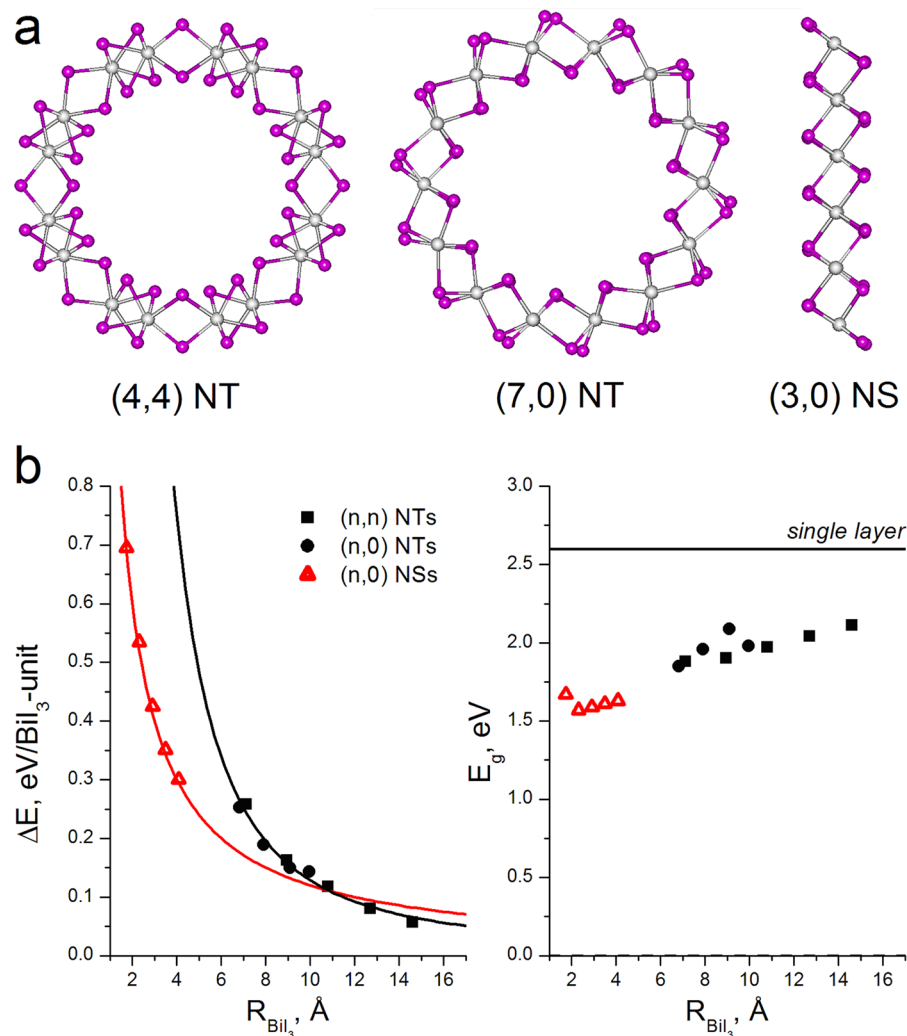 a
(4,4) NT
(7,0) NT
(3,0) NS
b
0.8
0.7
0.6
0.5
0.4
0.3
0.2
0.1
0.0
ΔE, eV/BiI₃-unit
(n,n) NTs
(n,0) NTs
(n,0) NSs
2 4 6 8 10 12 14 16
R_BiI₃, Å
3.0
2.5
2.0
1.5
1.0
0.5
0.0
E_g, eV
single layer
2 4 6 8 10 12 14 16
R_BiI₃, Å